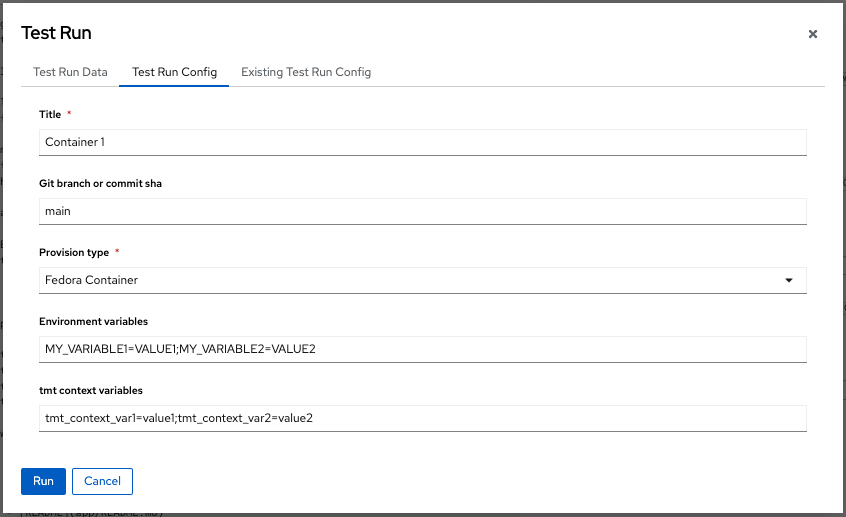 Test Run
Test Run Data Test Run Config Existing Test Run Config
Title *
Container 1
Git branch or commit sha
main
Provision type *
Fedora Container
Environment variables
MY_VARIABLE1=VALUE1;MY_VARIABLE2=VALUE2
tmt context variables
tmt_context_var1=value1;tmt_context_var2=value2
Run Cancel